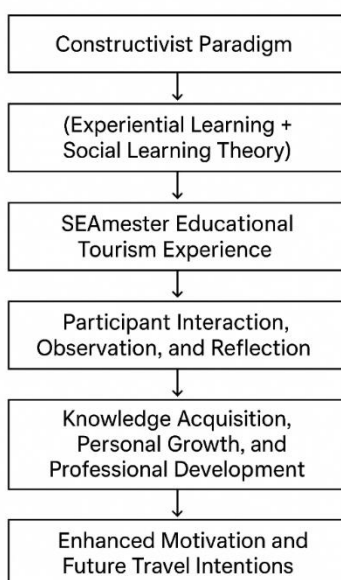 Constructivist Paradigm
(Experiential Learning +
Social Learning Theory)
SEAmester Educational
Tourism Experience
Participant Interaction,
Observation, and Reflection
Knowledge Acquisition,
Personal Growth, and
Professional Development
Enhanced Motivation and
Future Travel Intentions